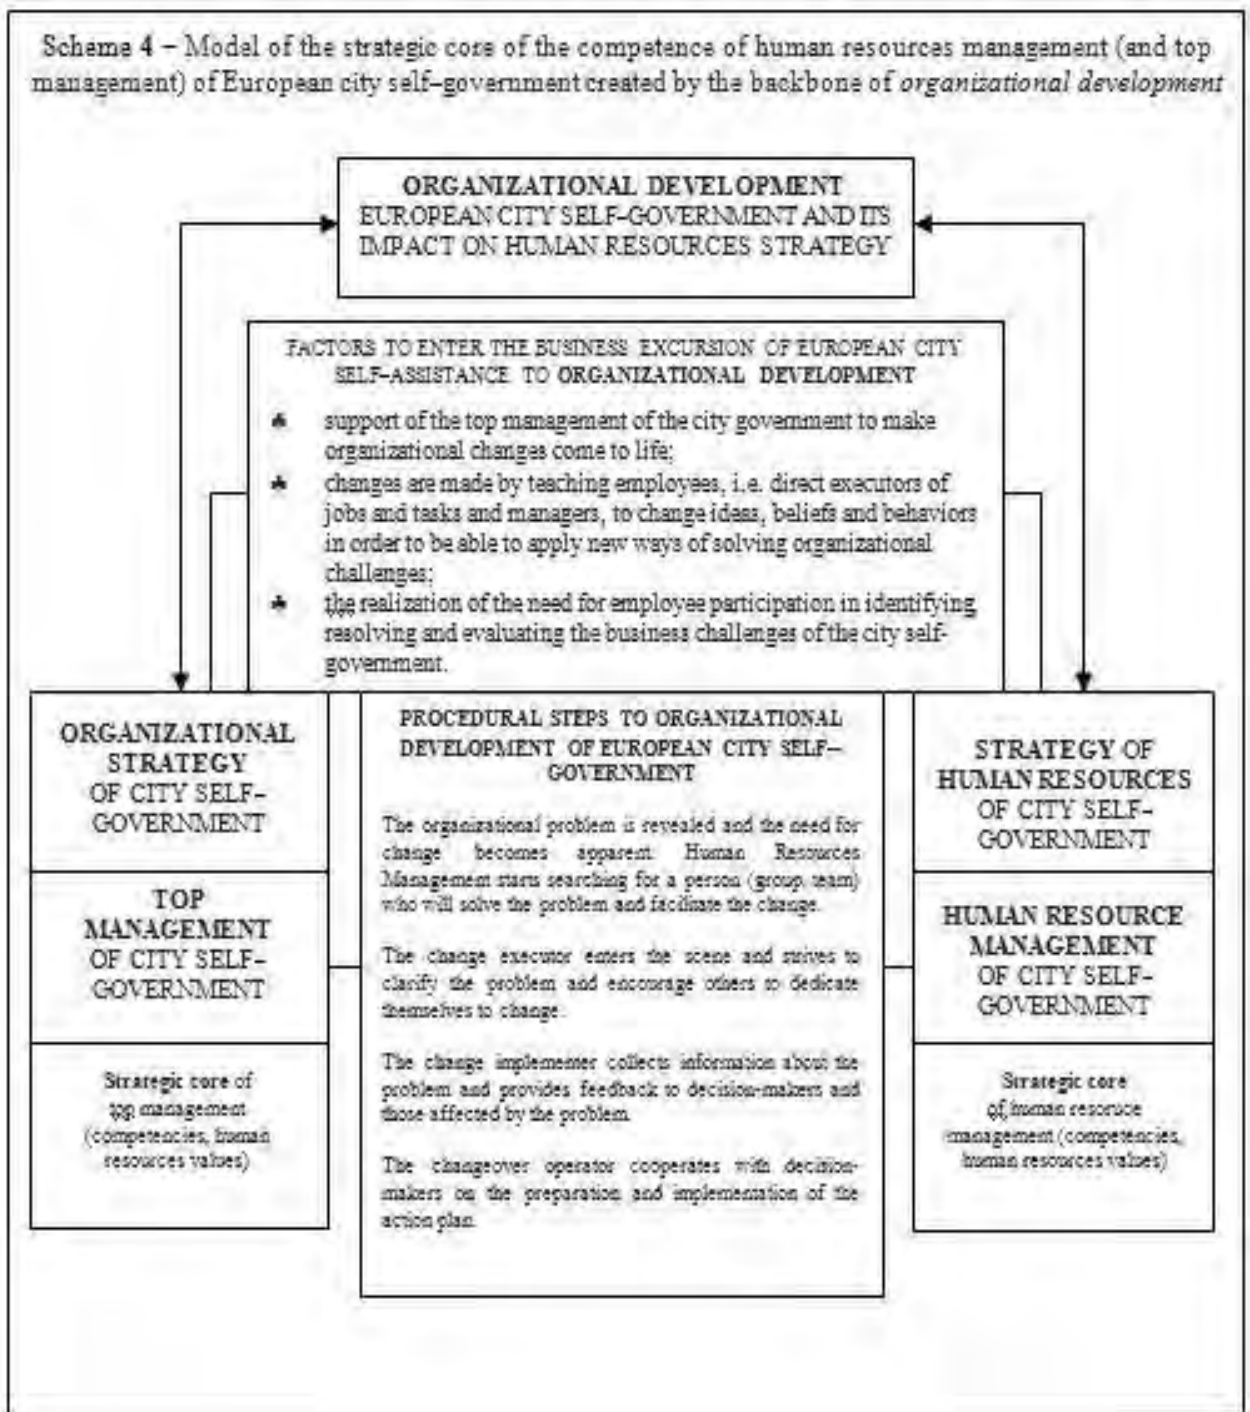 Scheme 4 – Model of the strategic core of the competence of human resources management (and top
management) of European city self–government created by the backbone of organizational development
ORGANIZATIONAL DEVELOPMENT
EUROPEAN CITY SELF–GOVERNMENT AND ITS
IMPACT ON HUMAN RESOURCES STRATEGY
FACTORS TO ENTER THE BUSINESS EXCURSION OF EUROPEAN CITY
SELF–ASSISTANCE TO ORGANIZATIONAL DEVELOPMENT
♣ support of the top management of the city government to make
organizational changes come to life;
♣ changes are made by teaching employees, i.e. direct executors of
jobs and tasks and managers, to change ideas, beliefs and behaviors
in order to be able to apply new ways of solving organizational
challenges;
♣ the realization of the need for employee participation in identifying,
resolving and evaluating the business challenges of the city self-
government.
ORGANIZATIONAL
STRATEGY
OF CITY SELF–
GOVERNMENT
TOP
MANAGEMENT
OF CITY SELF–
GOVERNMENT
Strategic core of
top management
(competencies, human
resources values)
PROCEDURAL STEPS TO ORGANIZATIONAL
DEVELOPMENT OF EUROPEAN CITY SELF–
GOVERNMENT
The organizational problem is revealed and the need for
change becomes apparent. Human Resources
Management starts searching for a person (group, team)
who will solve the problem and facilitate the change.
The change executor enters the scene and strives to
clarify the problem and encourage others to dedicate
themselves to change.
The change implementer collects information about the
problem and provides feedback to decision-makers and
those affected by the problem.
The changeover operator cooperates with decision-
makers on the preparation and implementation of the
action plan.
STRATEGY OF
HUMAN RESOURCES
OF CITY SELF–
GOVERNMENT
HUMAN RESOURCE
MANAGEMENT
OF CITY SELF–
GOVERNMENT
Strategic core
of human resoruce
management (competencies,
human resources values)